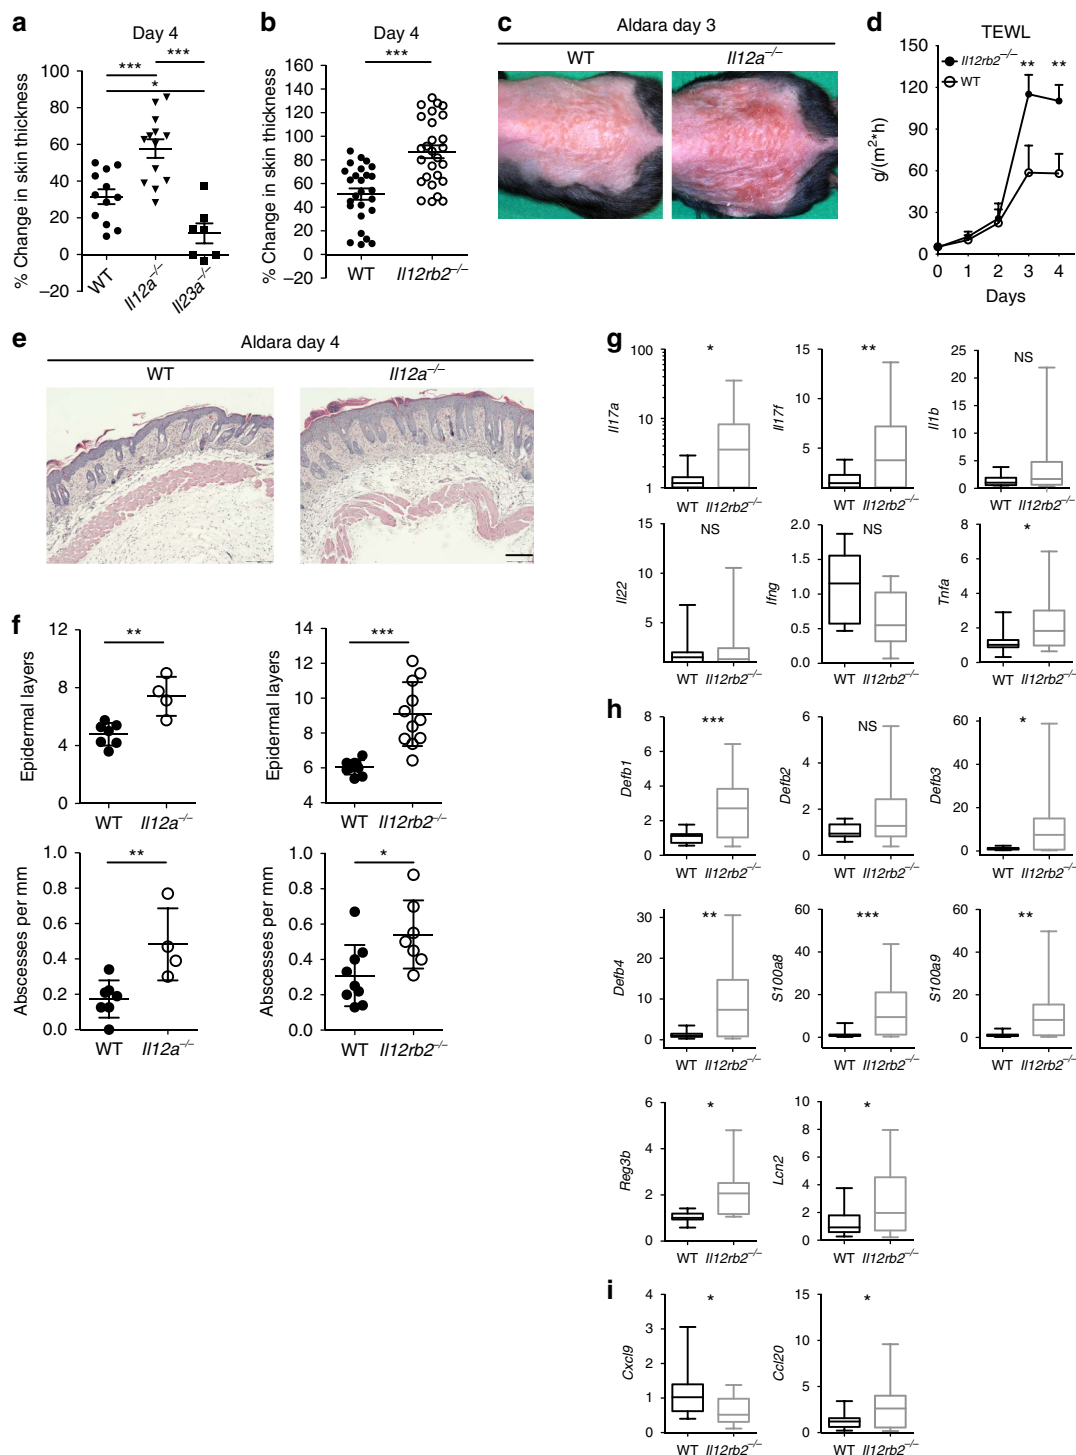 a
Day 4
***
***
*
% Change in skin thickness
100
80
60
40
20
0
–20
WT
Il12a–/–
Il23a–/–
b
Day 4
***
% Change in skin thickness
160
140
120
100
80
60
40
20
0
–20
WT
Il12rb2–/–
c
Aldara day 3
WT
Il12a–/–
d
TEWL
Il12rb2–/–
WT
** **
g/(m2*h)
150
120
90
60
30
0
0 1 2 3 4
Days
e
Aldara day 4
WT
Il12a–/–
f
**
Epidermal layers
12
8
4
0
WT Il12a–/–
***
Epidermal layers
14
12
10
8
6
4
WT Il12rb2–/–
**
Abscesses per mm
1.0
0.8
0.6
0.4
0.2
0.0
WT Il12a–/–
*
Abscesses per mm
1.0
0.8
0.6
0.4
0.2
0.0
WT Il12rb2–/–
g
*
Il17a
100
10
1
WT Il12rb2–/–
**
Il17f
15
10
5
WT Il12rb2–/–
NS
Il1b
25
20
15
10
5
0
WT Il12rb2–/–
NS
Il22
15
10
5
WT Il12rb2–/–
NS
Ifng
2.0
1.5
1.0
0.5
0.0
WT Il12rb2–/–
*
Tnfa
8
6
4
2
0
WT Il12rb2–/–
h
***
Defb1
8
6
4
2
0
WT Il12rb2–/–
NS
Defb2
8
6
4
2
0
WT Il12rb2–/–
*
Defb3
60
40
20
0
WT Il12rb2–/–
**
Defb4
30
20
10
0
WT Il12rb2–/–
***
S100a8
60
40
20
0
WT Il12rb2–/–
**
S100a9
60
40
20
0
WT Il12rb2–/–
*
Reg3b
6
4
2
0
WT Il12rb2–/–
*
Lcn2
10
8
6
4
2
0
WT Il12rb2–/–
i
*
Cxcl9
4
3
2
1
0
WT Il12rb2–/–
*
Ccl20
15
10
5
0
WT Il12rb2–/–